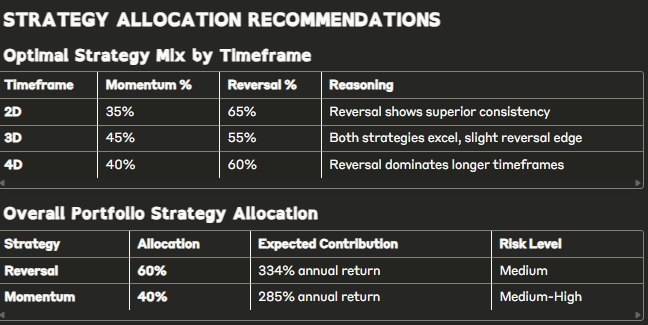 STRATEGY ALLOCATION RECOMMENDATIONS
Optimal Strategy Mix by Timeframe
Timeframe Momentum % Reversal % Reasoning
2D 35% 65% Reversal shows superior consistency
3D 45% 55% Both strategies excel, slight reversal edge
4D 40% 60% Reversal dominates longer timeframes
Overall Portfolio Strategy Allocation
Strategy Allocation Expected Contribution Risk Level
Reversal 60% 334% annual return Medium
Momentum 40% 285% annual return Medium-High